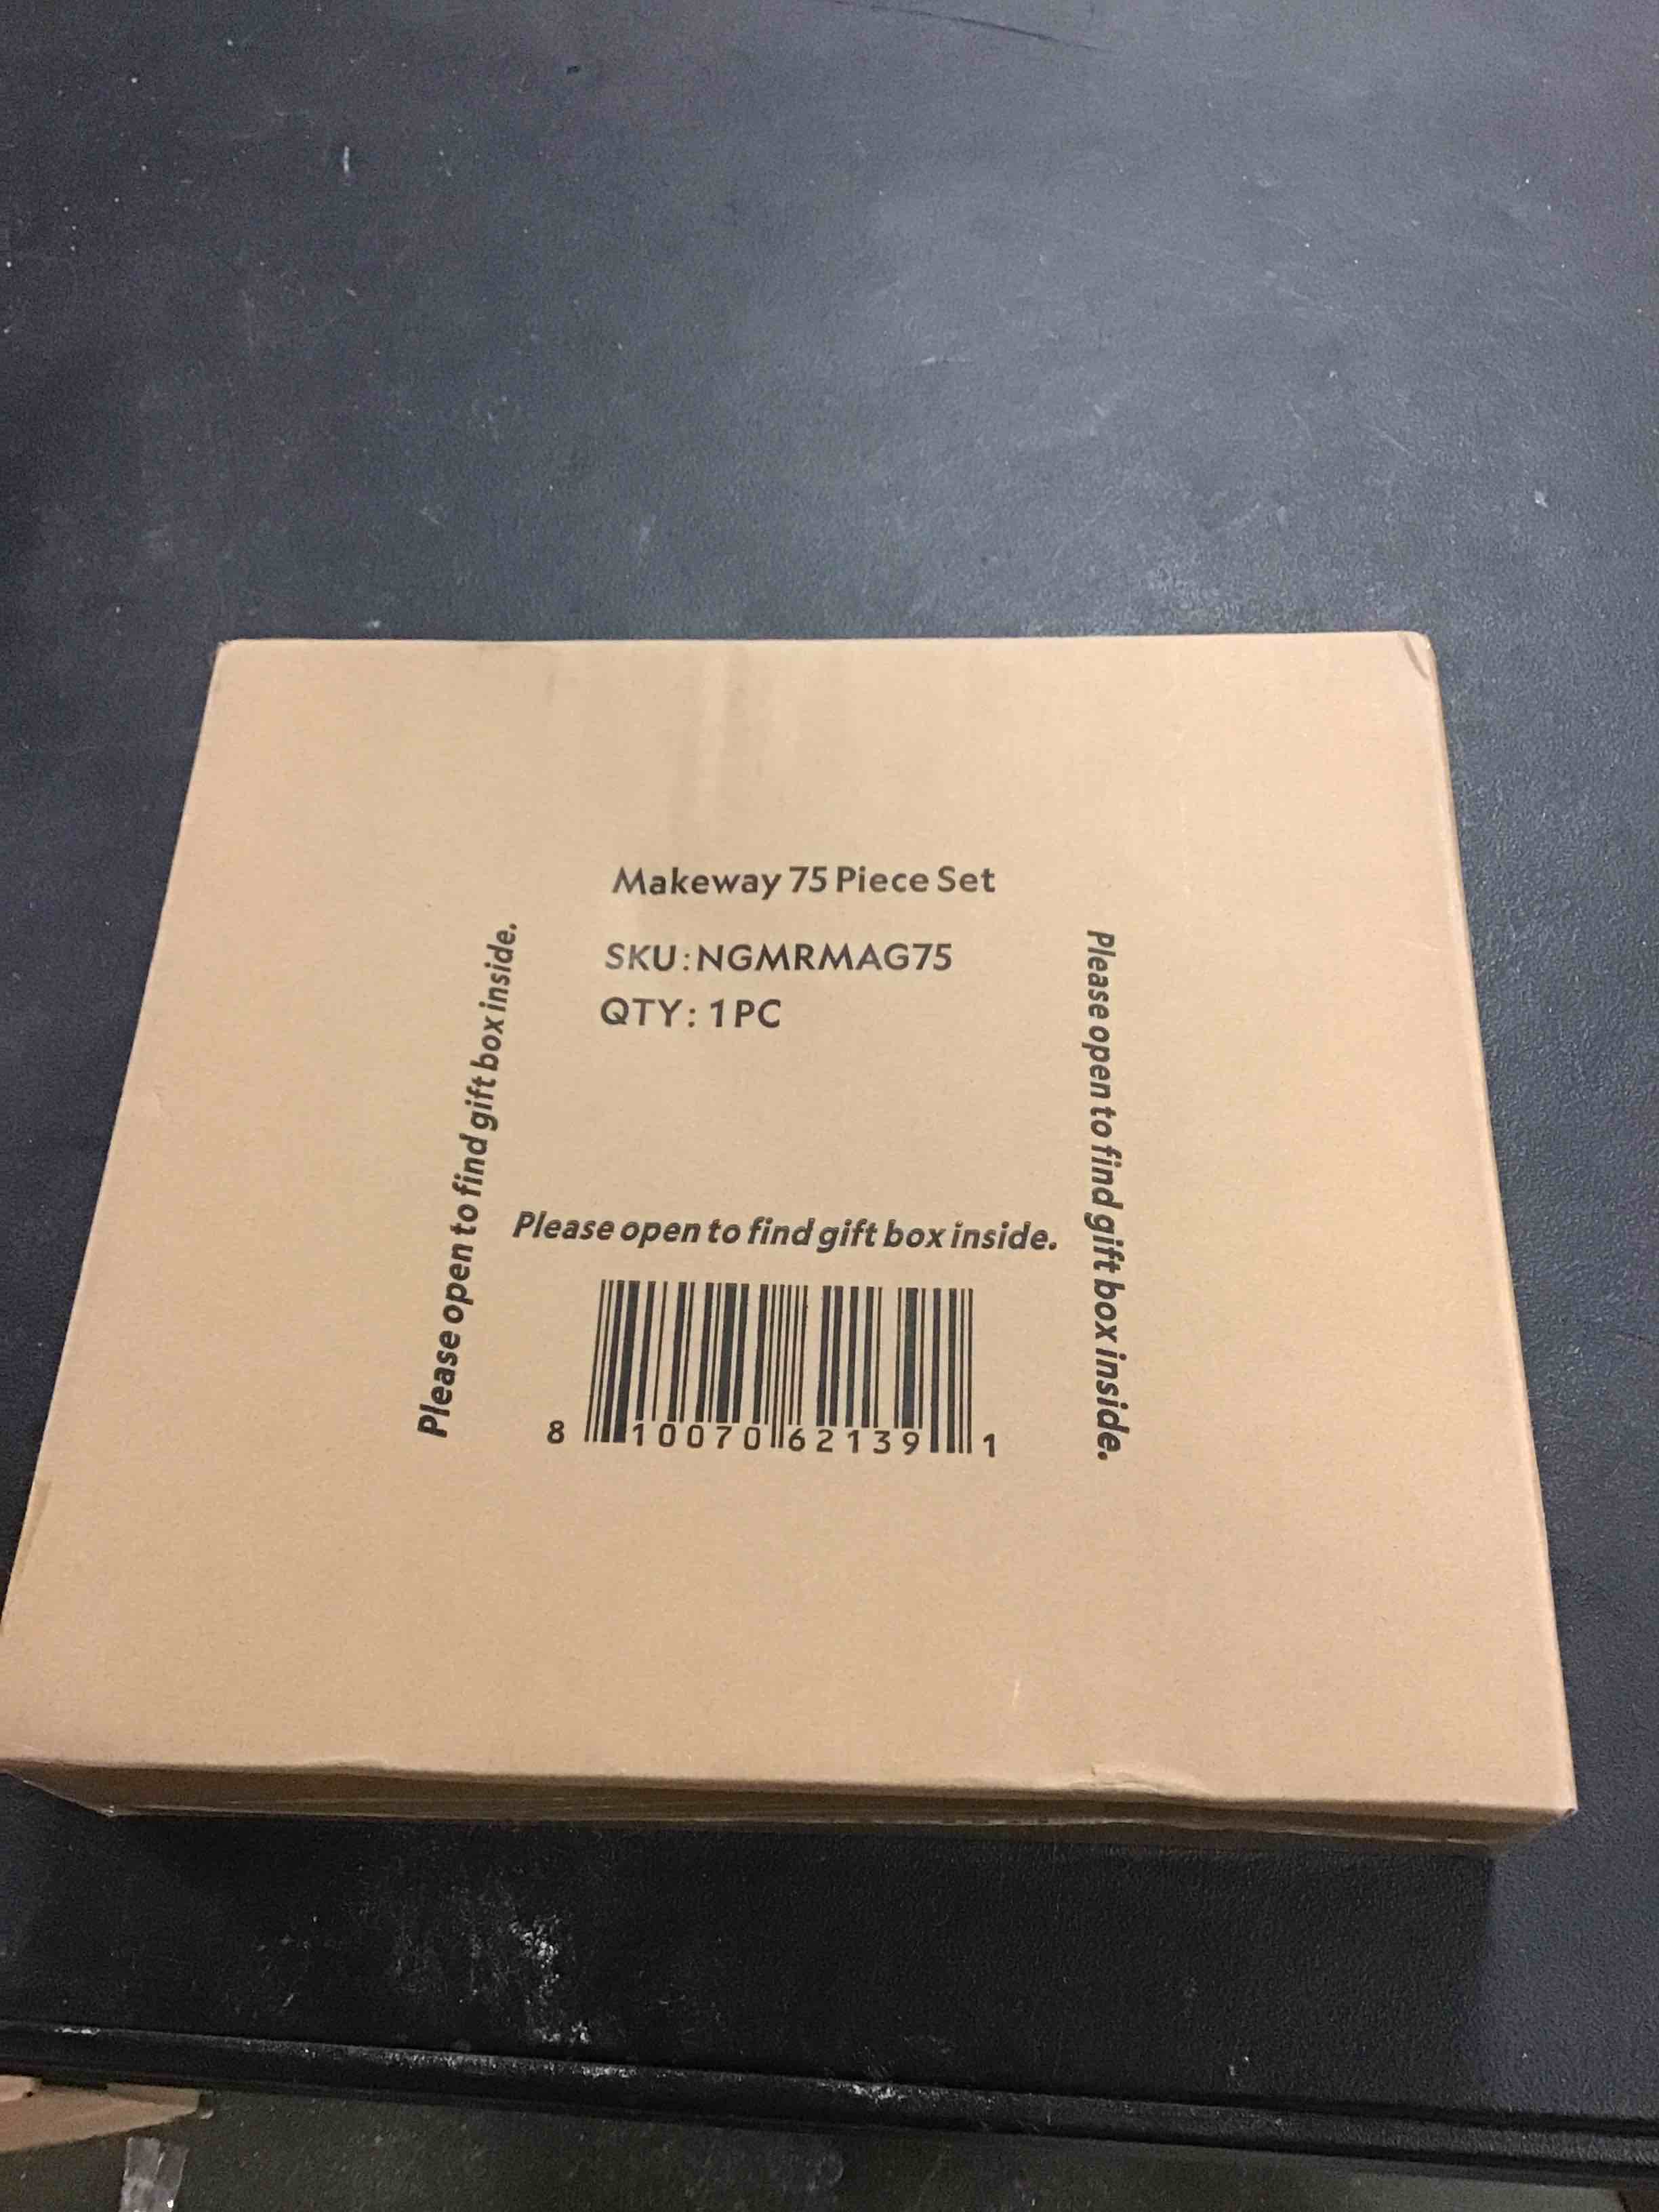 Makeway 75 Piece Set
SKU:NGMRMAG75
QTY: 1PC
Please open to find gift box inside.
Please open to find gift box inside.
Please open to find gift box inside.
8 10070 62139 1